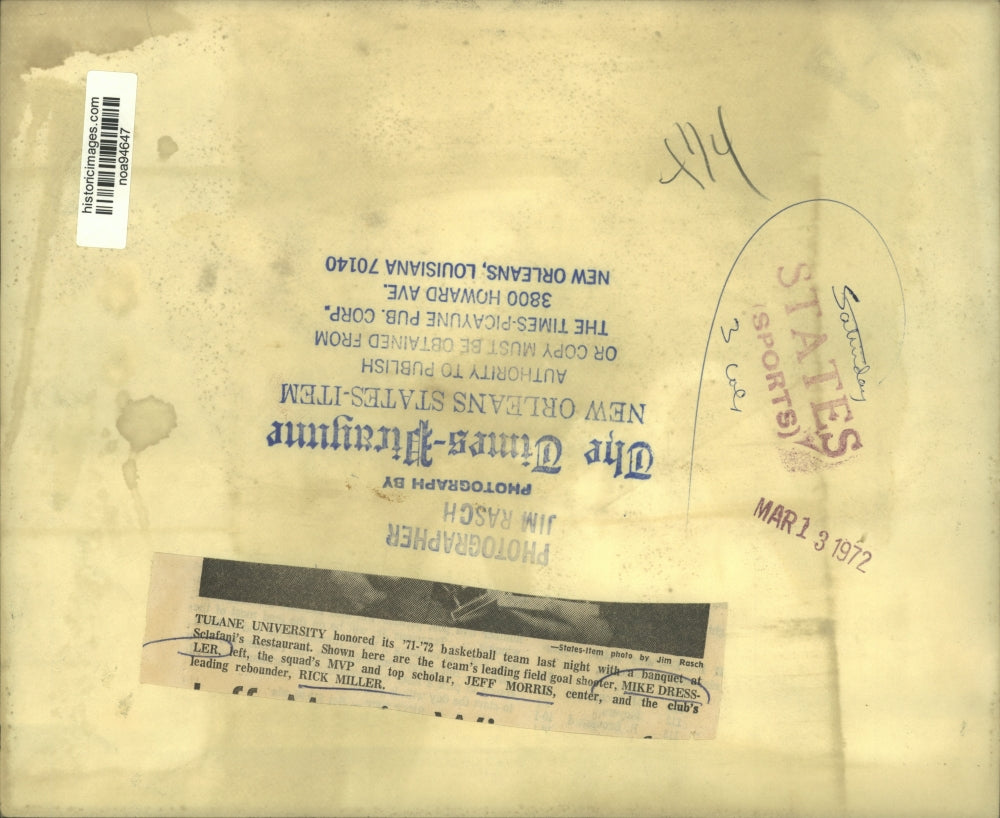 historicimages.com
noa94647
X1/4
Saturday
STATES
(SPORTS)
3 col
MAR 13 1972
PHOTOGRAPHER
JIM RASCH
PHOTOGRAPH BY
The Times-Picayune
NEW ORLEANS STATES-ITEM
AUTHORITY TO PUBLISH
OR COPY MUST BE OBTAINED FROM
THE TIMES-PICAYUNE PUB. CORP.
3800 HOWARD AVE.
NEW ORLEANS, LOUISIANA 70140
—States-Item photo by Jim Rasch
TULANE UNIVERSITY honored its '71-'72 basketball team last night with a banquet at
Sclafani's Restaurant. Shown here are the team's leading field goal shooter, MIKE DRESS-
LER, left, the squad's MVP and top scholar, JEFF MORRIS, center, and the club's
leading rebounder, RICK MILLER.